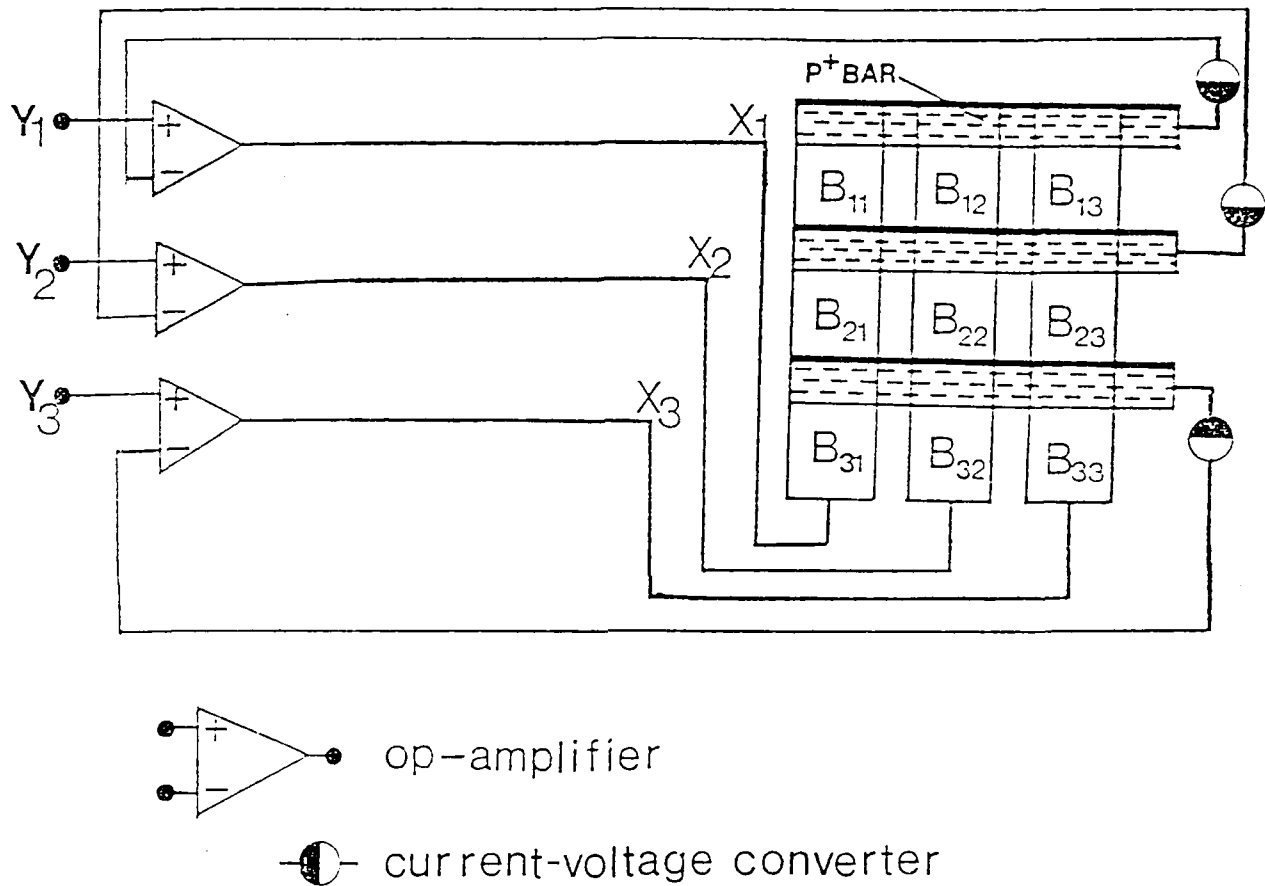 P+ BAR
Y1 + − X1
B11 B12 B13
Y2 + − X2
B21 B22 B23
Y3 + − X3
B31 B32 B33
+ − op-amplifier
current-voltage converter